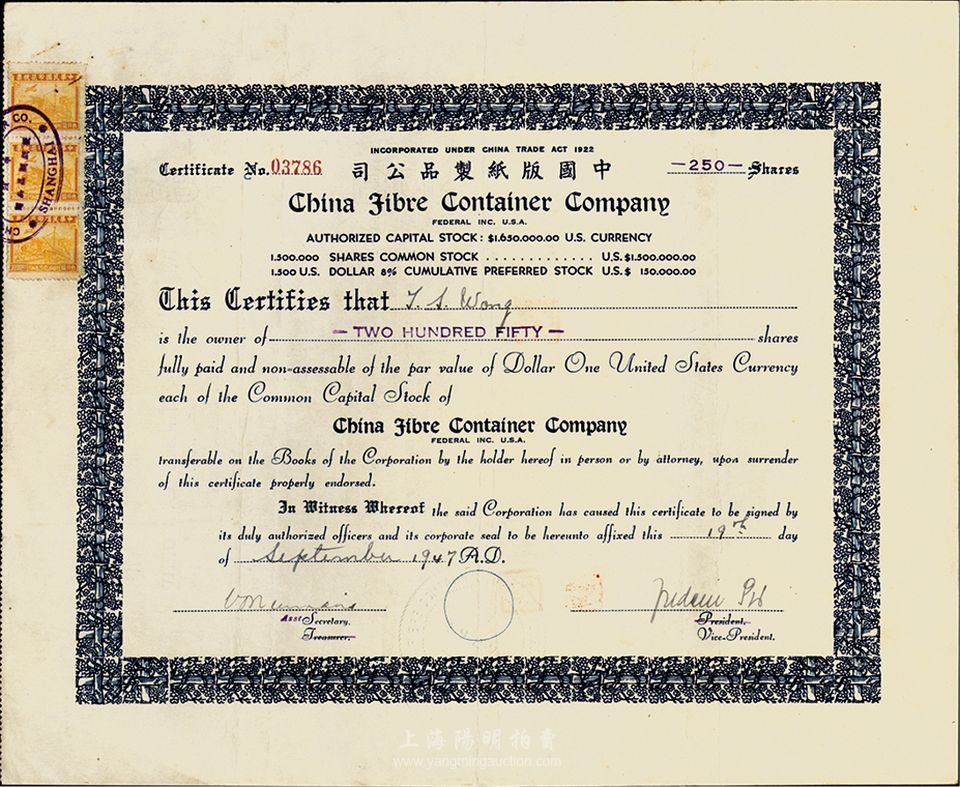 INCORPORATED UNDER CHINA TRADE ACT 1922
Certificate No. 03786
司公品製紙版國中
—250— Shares
China Fibre Container Company
FEDERAL INC. U.S.A.
AUTHORIZED CAPITAL STOCK: $1.650.000.00 U.S. CURRENCY
1.500.000 SHARES COMMON STOCK . . . . . . . . . . . . . U.S. $1.500.000.00
1.500 U.S. DOLLAR 8% CUMULATIVE PREFERRED STOCK U.S. $ 150.000.00
This Certifies that T. S. Wong
is the owner of — TWO HUNDRED FIFTY — shares
fully paid and non-assessable of the par value of Dollar One United States Currency
each of the Common Capital Stock of
China Fibre Container Company
FEDERAL INC. U.S.A.
transferable on the Books of the Corporation by the holder hereof in person or by attorney, upon surrender
of this certificate properly endorsed.
In Witness Whereof the said Corporation has caused this certificate to be signed by
its duly authorized officers and its corporate seal to be hereunto affixed this 19th day
of September 1947 A.D.
Asst Secretary.
Treasurer.
President.
Vice-President.
CO.
SHANGHAI
上海陽明拍賣
www.yangmingauction.com